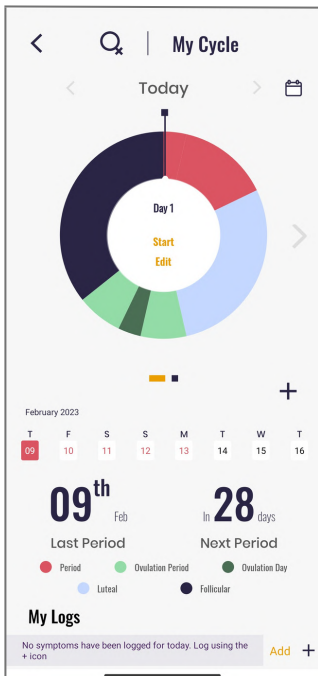 My Cycle
Today
Day 1
Start
Edit
February 2023
T F S S M T W T
09 10 11 12 13 14 15 16
09th Feb In 28 days
Last Period Next Period
Period Ovulation Period Ovulation Day
Luteal Follicular
My Logs
No symptoms have been logged for today. Log using the
+ icon
Add +